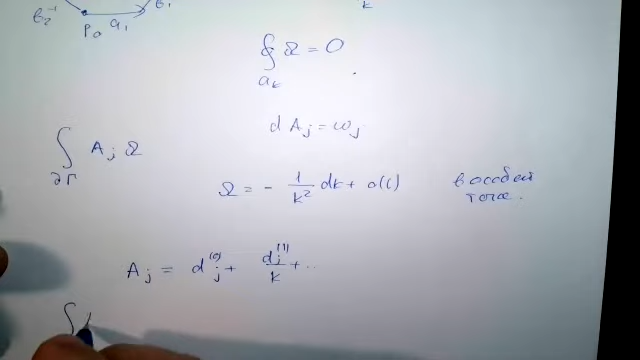 b₂⁻¹ P₀ a₁ b₁
k
∮ Ω = 0
aₖ
d Aⱼ = ωⱼ
∫ Aⱼ Ω
∂Γ
Ω = - 1/k² dk + O(1) в особой
точке.
Aⱼ = dⱼ⁽⁰⁾ + dⱼ⁽¹⁾/k + ..
∫